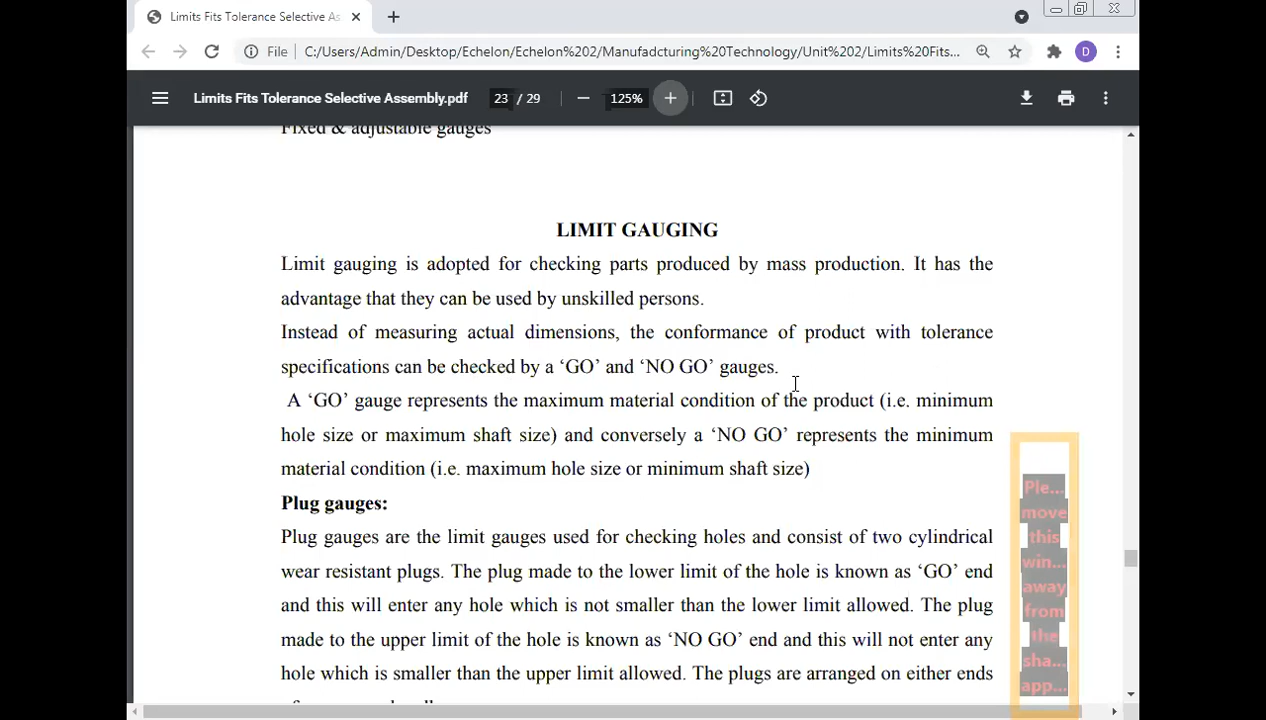 Limits Fits Tolerance Selective As
File
C:/Users/Admin/Desktop/Echelon/Echelon%202/Manufadcturing%20Technology/Unit%202/Limits%20Fits...
D
Limits Fits Tolerance Selective Assembly.pdf
23 / 29
125%
Fixed & adjustable gauges
LIMIT GAUGING
Limit gauging is adopted for checking parts produced by mass production. It has the
advantage that they can be used by unskilled persons.
Instead of measuring actual dimensions, the conformance of product with tolerance
specifications can be checked by a ‘GO’ and ‘NO GO’ gauges.
A ‘GO’ gauge represents the maximum material condition of the product (i.e. minimum
hole size or maximum shaft size) and conversely a ‘NO GO’ represents the minimum
material condition (i.e. maximum hole size or minimum shaft size)
Plug gauges:
Plug gauges are the limit gauges used for checking holes and consist of two cylindrical
wear resistant plugs. The plug made to the lower limit of the hole is known as ‘GO’ end
and this will enter any hole which is not smaller than the lower limit allowed. The plug
made to the upper limit of the hole is known as ‘NO GO’ end and this will not enter any
hole which is smaller than the upper limit allowed. The plugs are arranged on either ends
Ple...
move
this
win...
away
from
the
sha...
app...